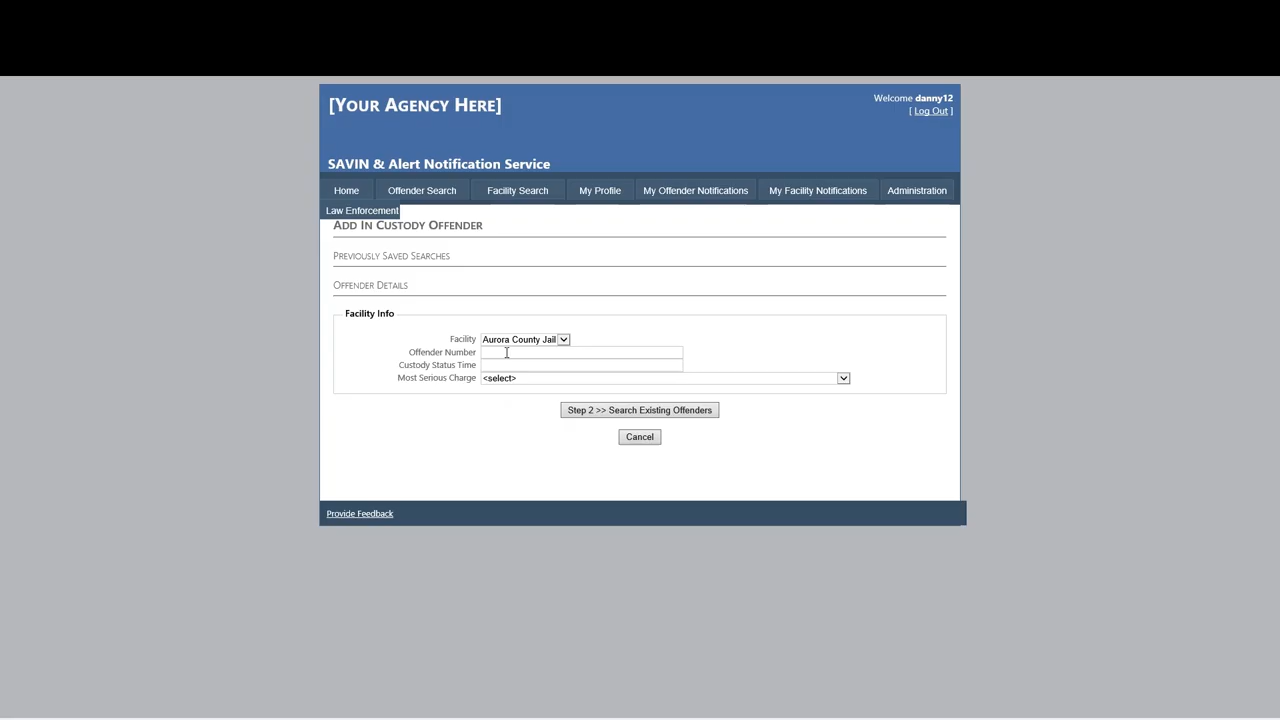 [YOUR AGENCY HERE]
Welcome danny12
[ Log Out ]
SAVIN & Alert Notification Service
Home Offender Search Facility Search My Profile My Offender Notifications My Facility Notifications Administration
Law Enforcement
ADD IN CUSTODY OFFENDER
PREVIOUSLY SAVED SEARCHES
OFFENDER DETAILS
Facility Info
Facility Aurora County Jail
Offender Number
Custody Status Time
Most Serious Charge <select>
Step 2 >> Search Existing Offenders
Cancel
Provide Feedback